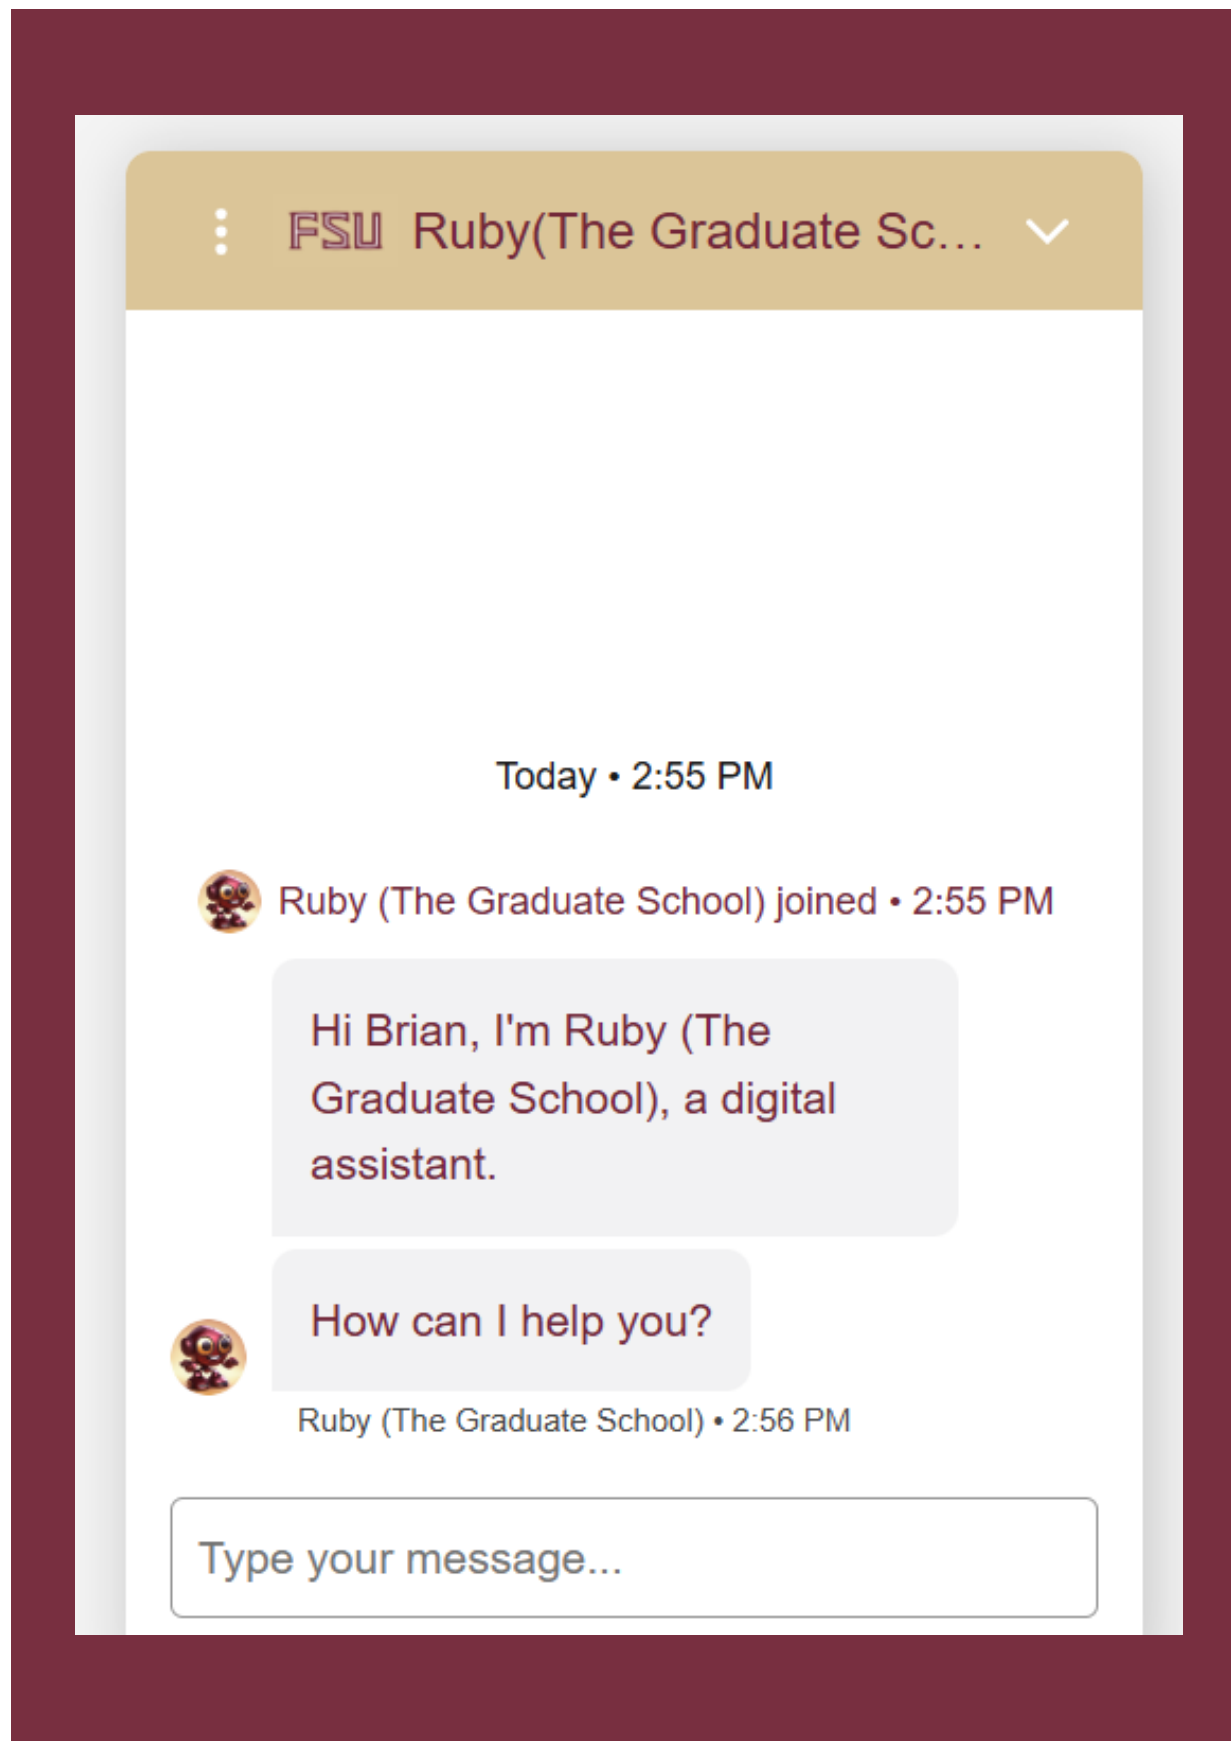 FSU Ruby(The Graduate Sc...
Today • 2:55 PM
Ruby (The Graduate School) joined • 2:55 PM
Hi Brian, I'm Ruby (The
Graduate School), a digital
assistant.
How can I help you?
Ruby (The Graduate School) • 2:56 PM
Type your message...